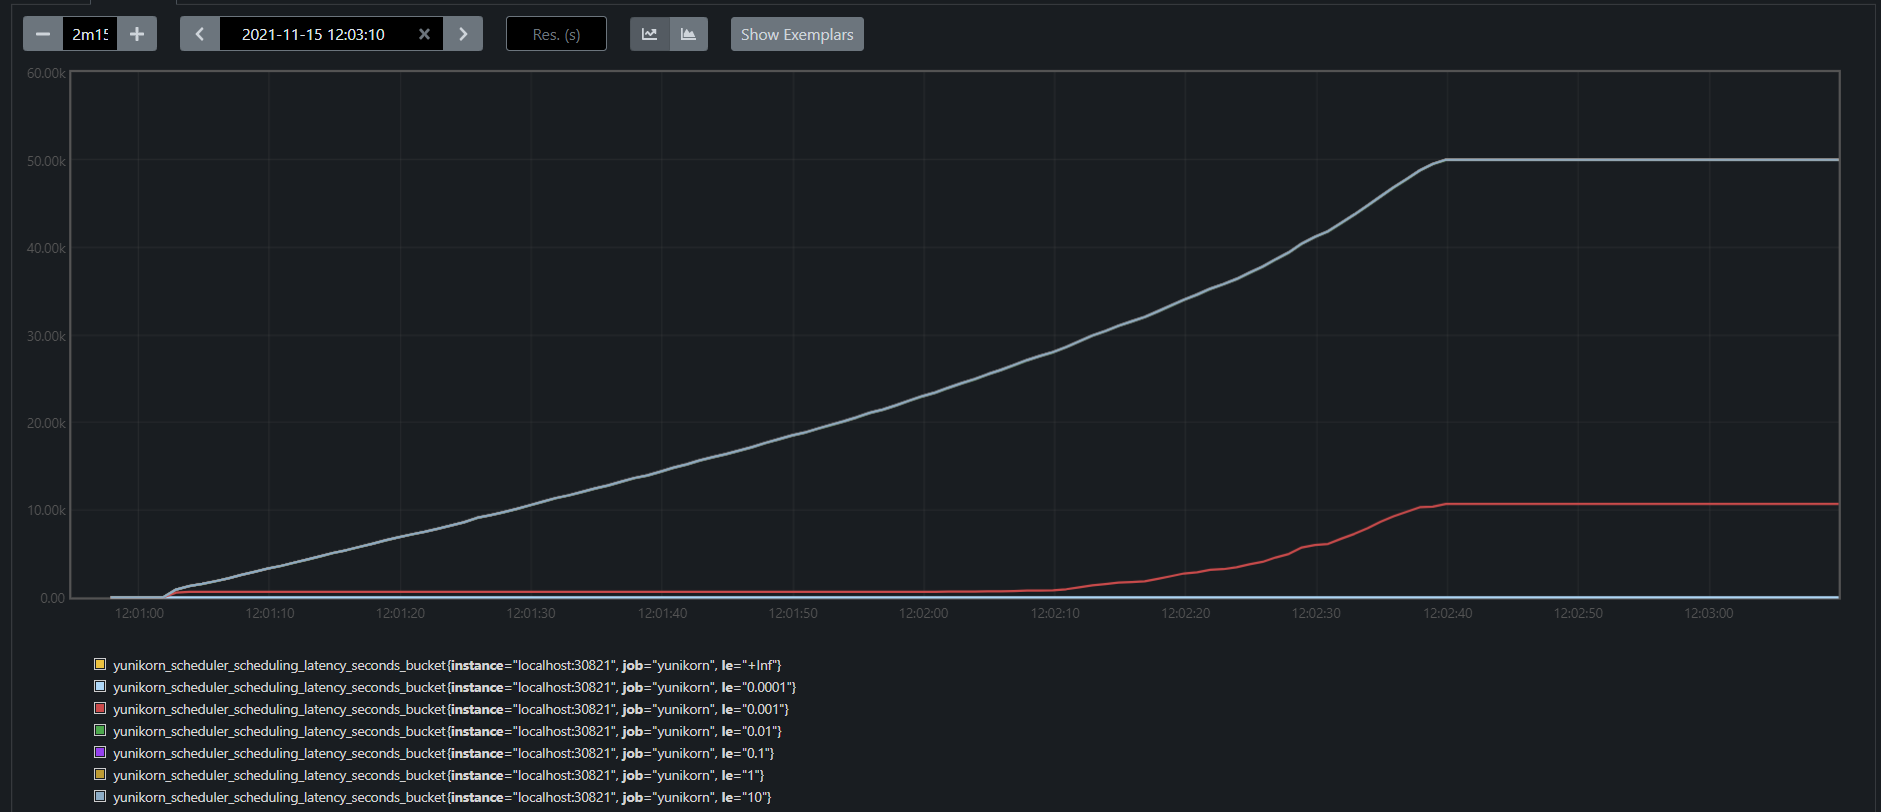 2m15
2021-11-15 12:03:10
Res. (s)
Show Exemplars
60.00k
50.00k
40.00k
30.00k
20.00k
10.00k
0.00
12:01:00 12:01:10 12:01:20 12:01:30 12:01:40 12:01:50 12:02:00 12:02:10 12:02:20 12:02:30 12:02:40 12:02:50 12:03:00
yunikorn_scheduler_scheduling_latency_seconds_bucket{instance="localhost:30821", job="yunikorn", le="+Inf"}
yunikorn_scheduler_scheduling_latency_seconds_bucket{instance="localhost:30821", job="yunikorn", le="0.0001"}
yunikorn_scheduler_scheduling_latency_seconds_bucket{instance="localhost:30821", job="yunikorn", le="0.001"}
yunikorn_scheduler_scheduling_latency_seconds_bucket{instance="localhost:30821", job="yunikorn", le="0.01"}
yunikorn_scheduler_scheduling_latency_seconds_bucket{instance="localhost:30821", job="yunikorn", le="0.1"}
yunikorn_scheduler_scheduling_latency_seconds_bucket{instance="localhost:30821", job="yunikorn", le="1"}
yunikorn_scheduler_scheduling_latency_seconds_bucket{instance="localhost:30821", job="yunikorn", le="10"}